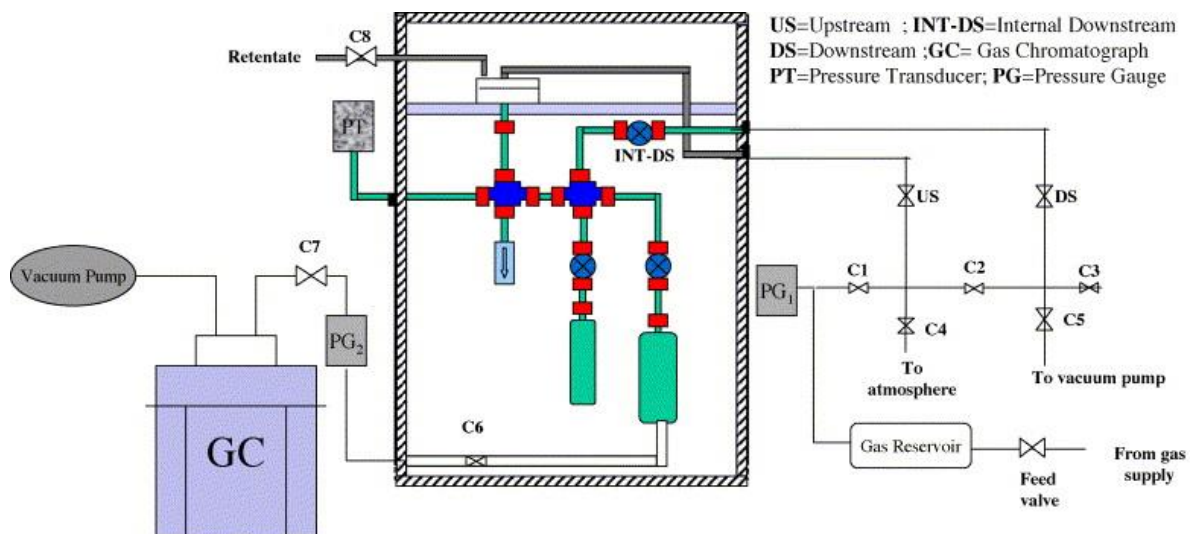 US=Upstream ; INT-DS=Internal Downstream
DS=Downstream ;GC= Gas Chromatograph
PT=Pressure Transducer; PG=Pressure Gauge
C8
Retentate
PT
INT-DS
US
DS
C7
Vacuum Pump
C1
C2
C3
PG1
PG2
C4
C5
To
atmosphere
To vacuum pump
C6
GC
Gas Reservoir
From gas
supply
Feed
valve